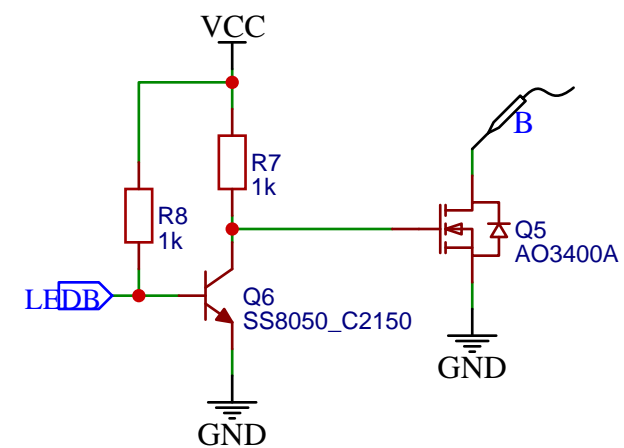 VCC
B
R7
1k
R8
1k
Q5
AO3400A
LEDB
Q6
SS8050_C2150
GND
GND